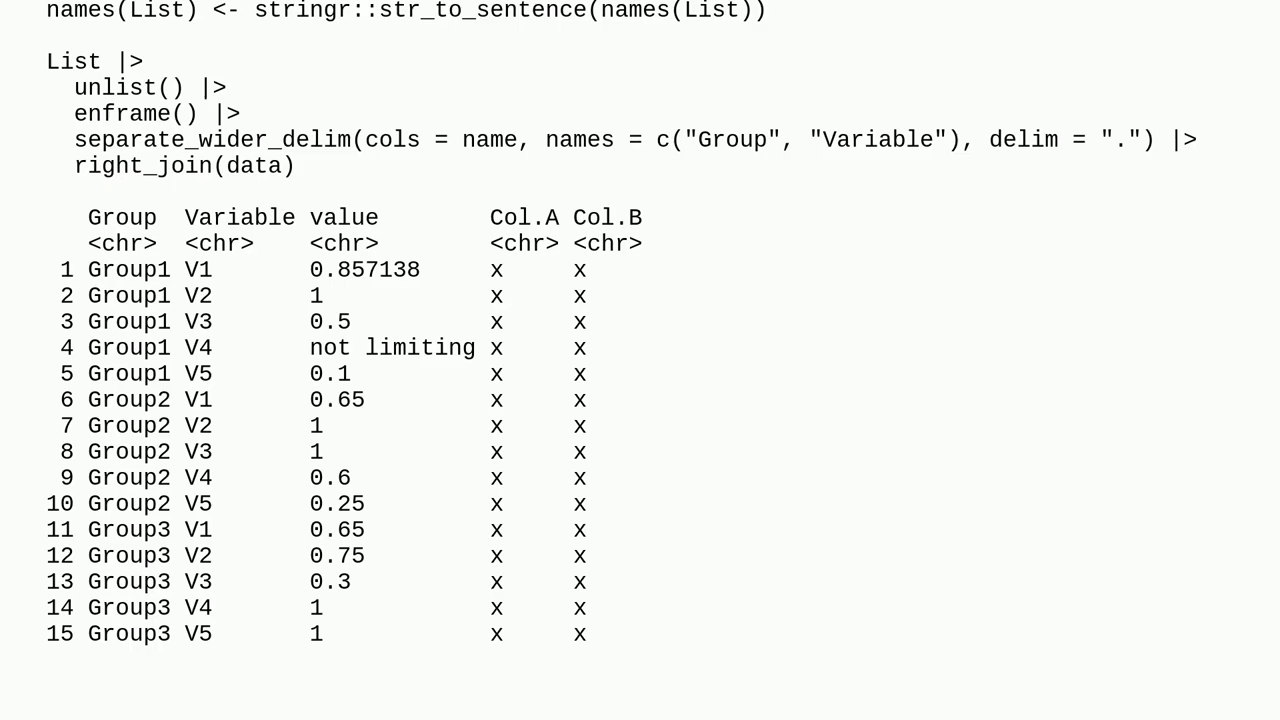 names(List) <- stringr::str_to_sentence(names(List))

List |>
  unlist() |>
  enframe() |>
  separate_wider_delim(cols = name, names = c("Group", "Variable"), delim = ".") |>
  right_join(data)

   Group  Variable value        Col.A Col.B
   <chr>  <chr>    <chr>        <chr> <chr>
 1 Group1 V1       0.857138     x     x
 2 Group1 V2       1            x     x
 3 Group1 V3       0.5          x     x
 4 Group1 V4       not limiting x     x
 5 Group1 V5       0.1          x     x
 6 Group2 V1       0.65         x     x
 7 Group2 V2       1            x     x
 8 Group2 V3       1            x     x
 9 Group2 V4       0.6          x     x
10 Group2 V5       0.25         x     x
11 Group3 V1       0.65         x     x
12 Group3 V2       0.75         x     x
13 Group3 V3       0.3          x     x
14 Group3 V4       1            x     x
15 Group3 V5       1            x     x